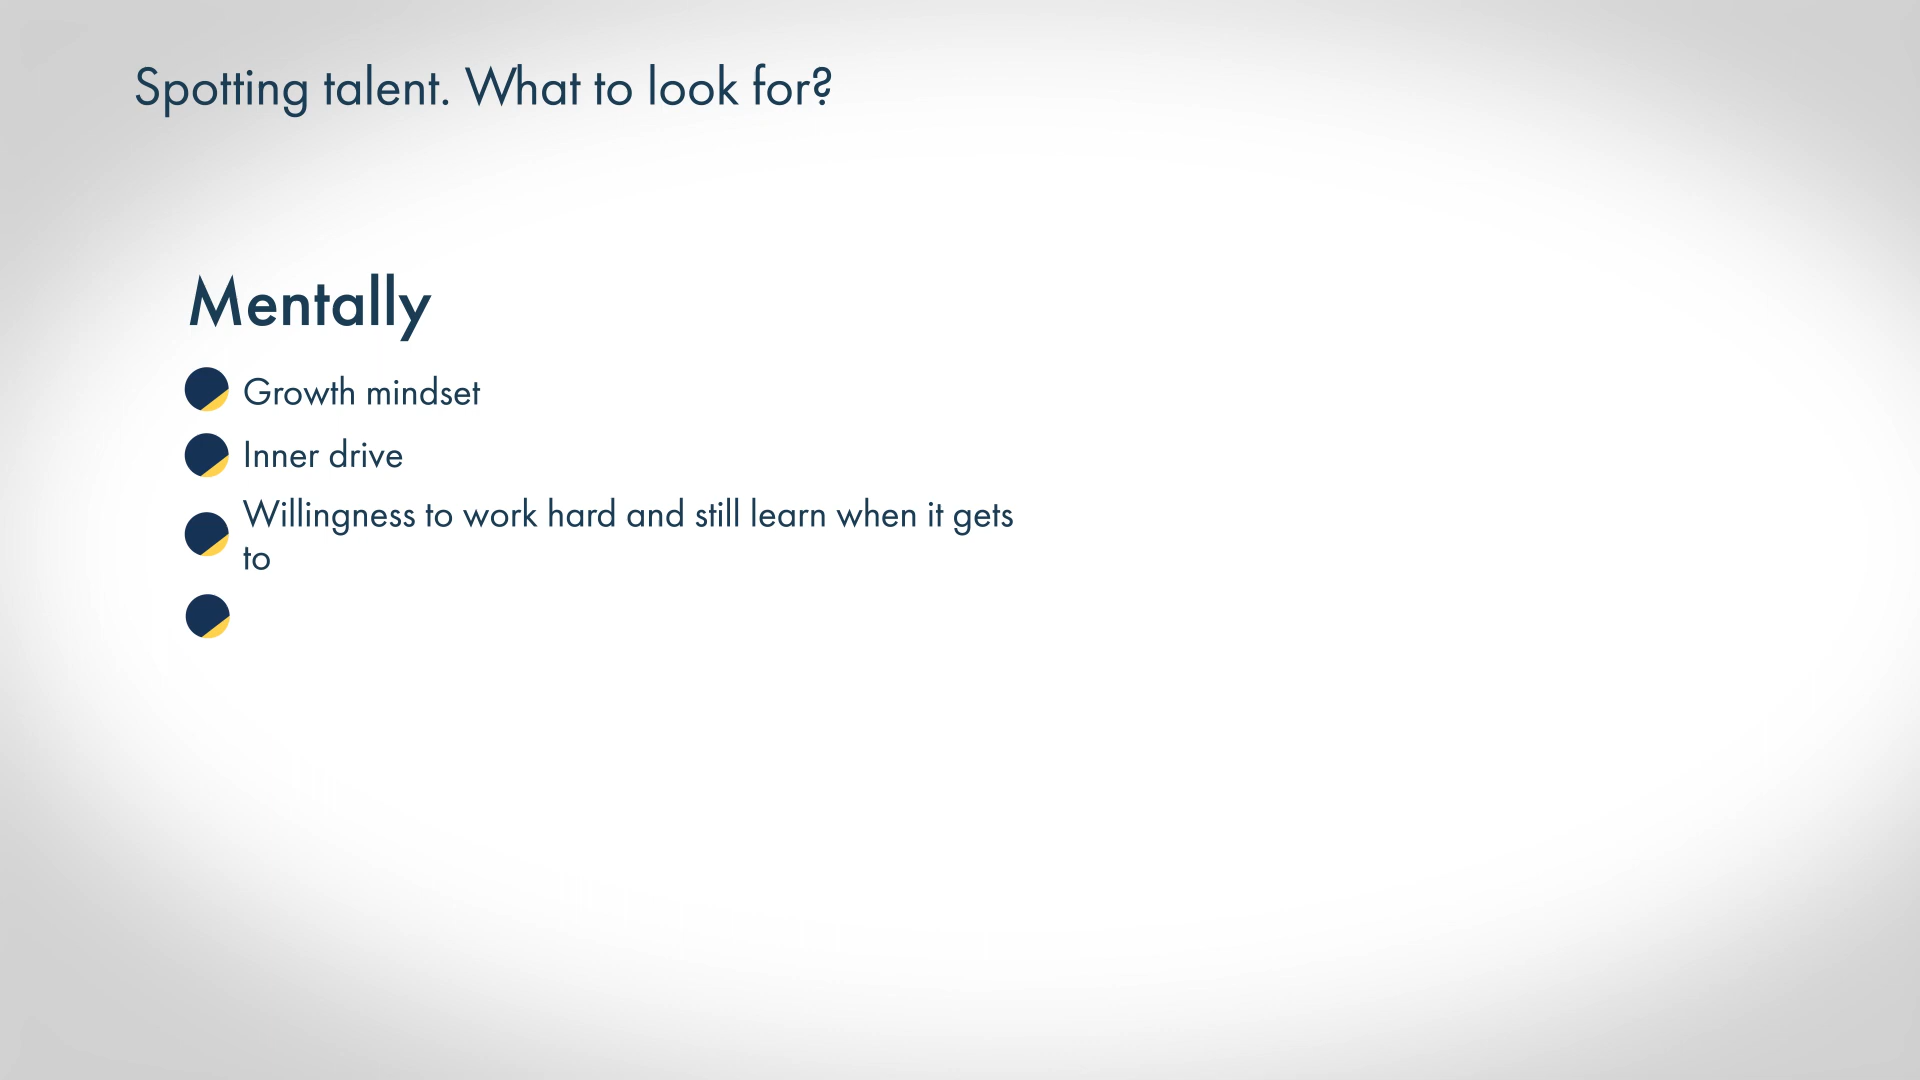 Spotting talent. What to look for?
Mentally
Growth mindset
Inner drive
Willingness to work hard and still learn when it gets
to